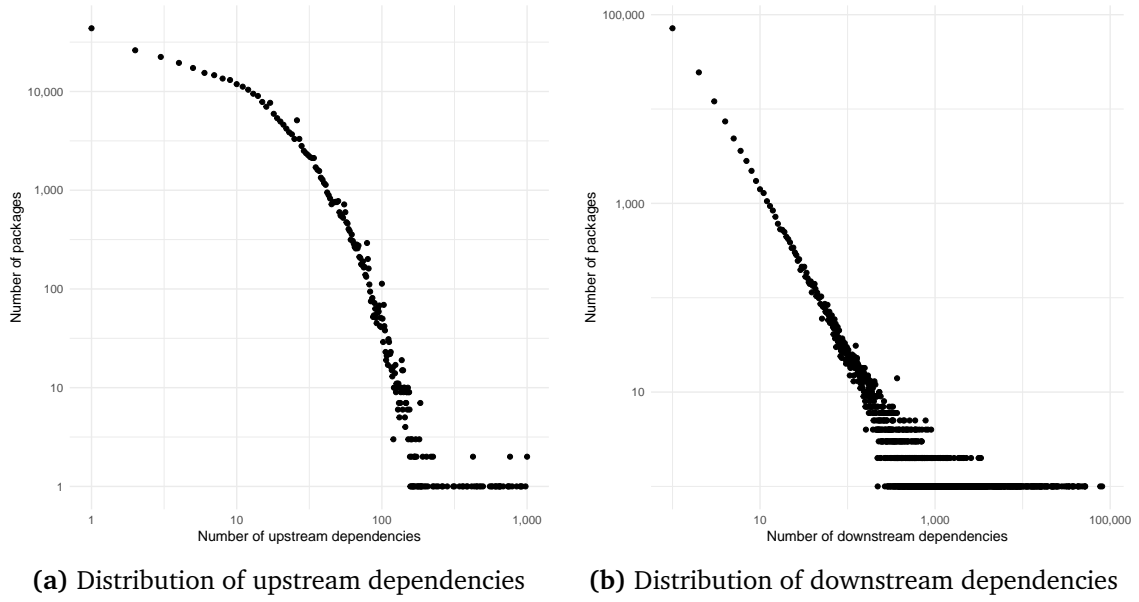 10,000
1,000
100
10
1
Number of packages
1
10
100
1,000
Number of upstream dependencies
(a) Distribution of upstream dependencies
100,000
1,000
10
Number of packages
10
1,000
100,000
Number of downstream dependencies
(b) Distribution of downstream dependencies